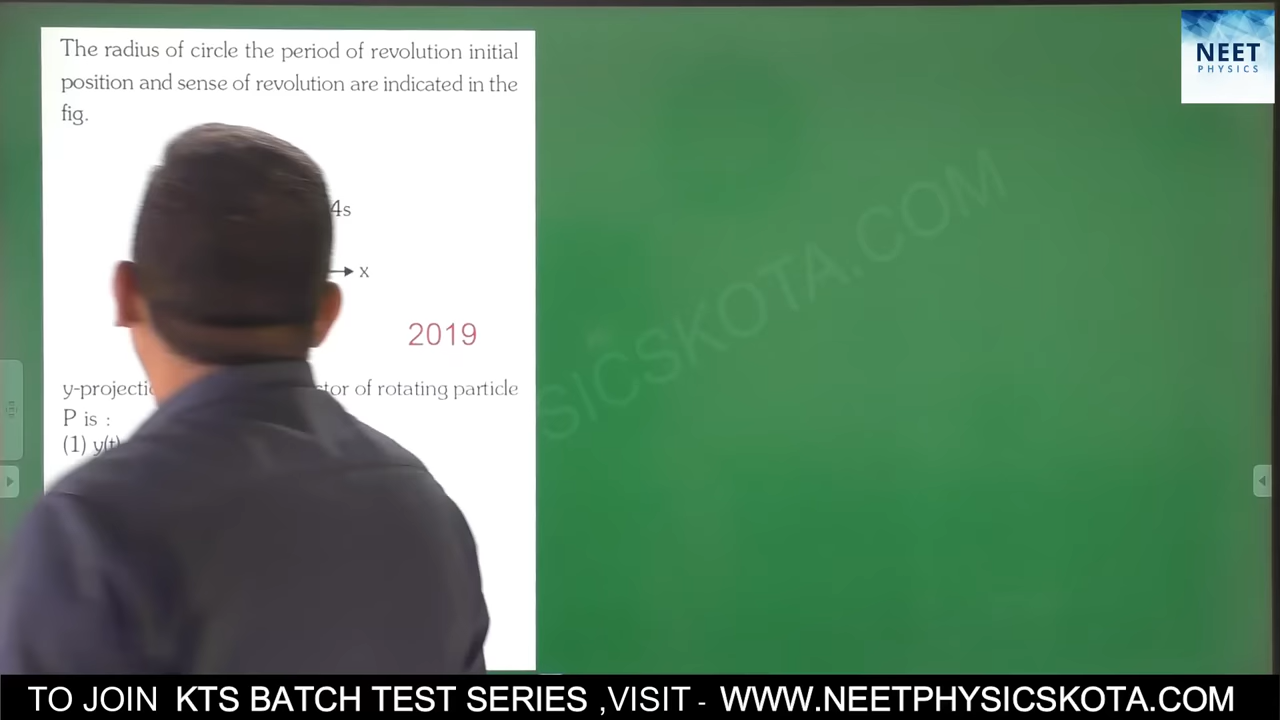 NEET
PHYSICS
The radius of circle the period of revolution initial
position and sense of revolution are indicated in the
fig.
4s
x
2019
of rotating particle
P is :
(1) y(t)
SICSKOTA.COM
TO JOIN KTS BATCH TEST SERIES ,VISIT - WWW.NEETPHYSICSKOTA.COM